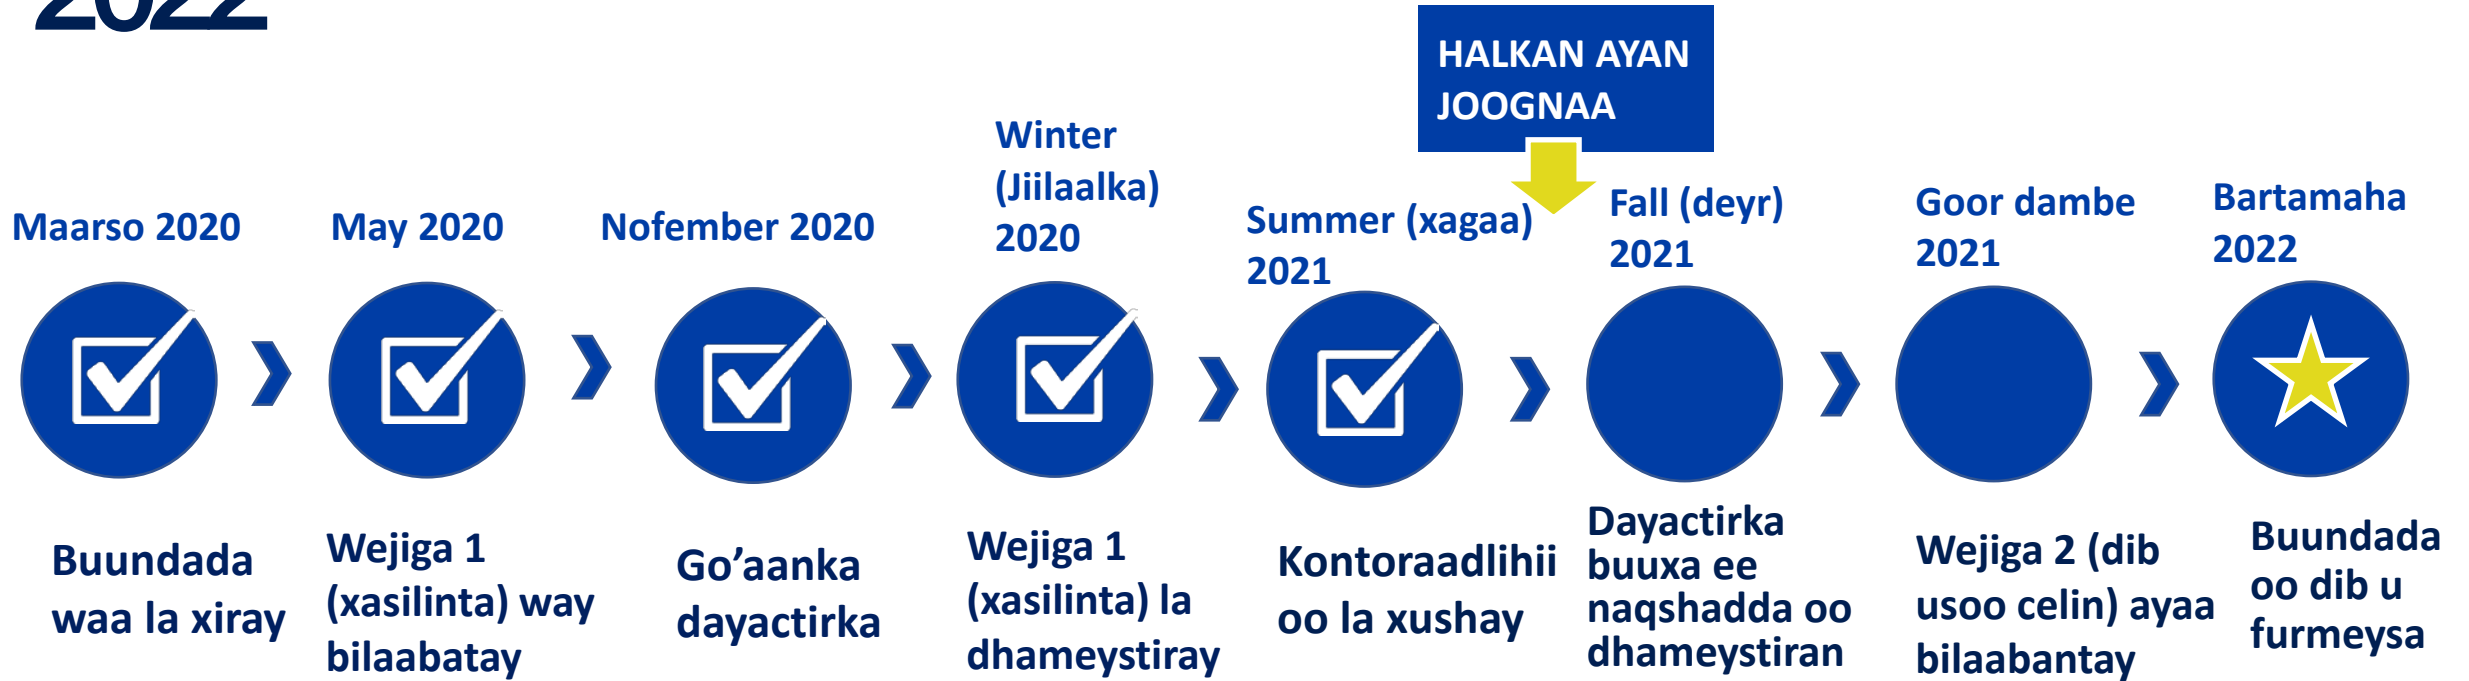 2022
HALKAN AYAN
JOOGNAA
Maarso 2020
May 2020
Nofember 2020
Winter
(Jiilaalka)
2020
Summer (xagaa)
2021
Fall (deyr)
2021
Goor dambe
2021
Bartamaha
2022
Buundada
waa la xiray
Wejiga 1
(xasilinta) way
bilaabatay
Go’aanka
dayactirka
Wejiga 1
(xasilinta) la
dhameystiray
Kontoraadlihii
oo la xushay
Dayactirka
buuxa ee
naqshadda oo
dhameystiran
Wejiga 2 (dib
usoo celin) ayaa
bilaabantay
Buundada
oo dib u
furmeysa